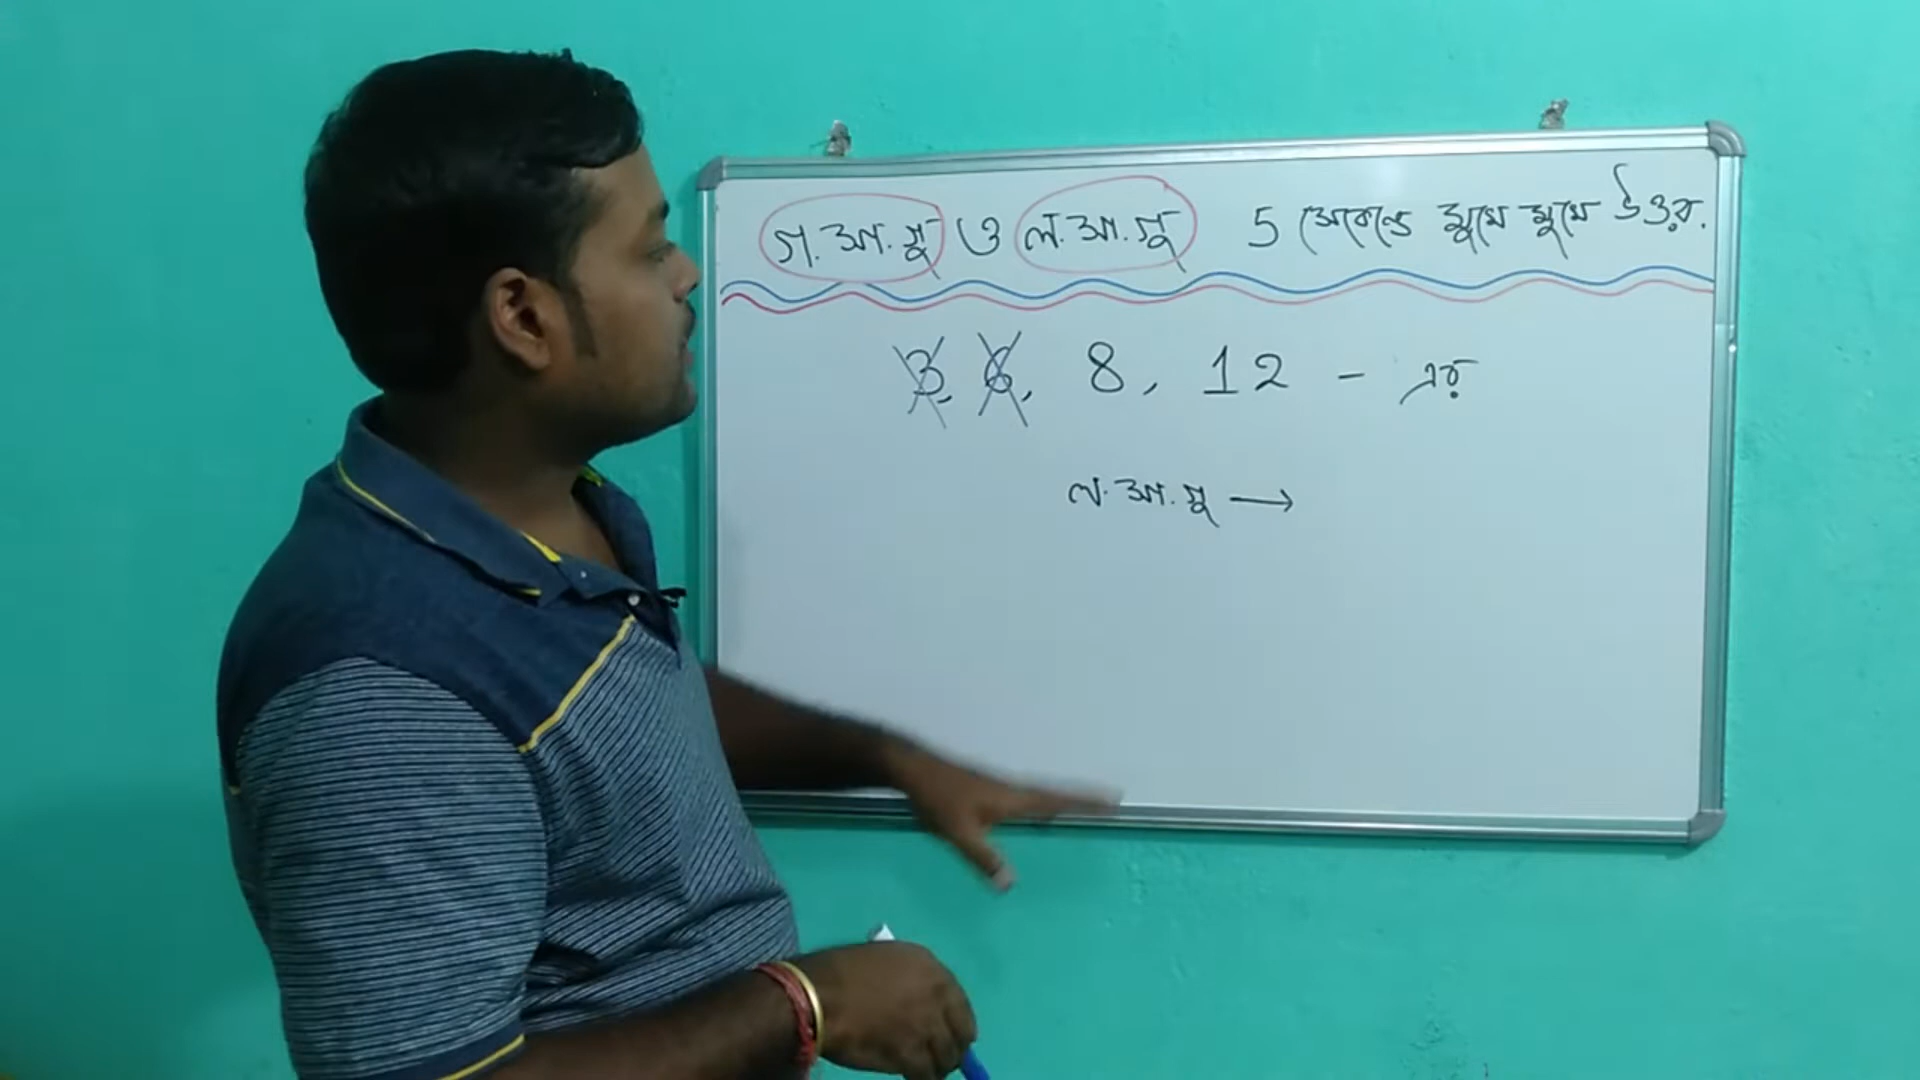 গ.সা.গু ও ল.সা.গু 5 সেকেন্ডে মুখে মুখে উত্তর.
3, 6, 8, 12 - এর
ল.সা.গু →